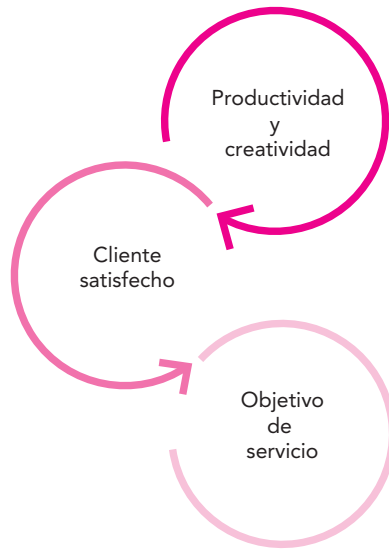 Productividad
y
creatividad
Cliente
satisfecho
Objetivo
de
servicio